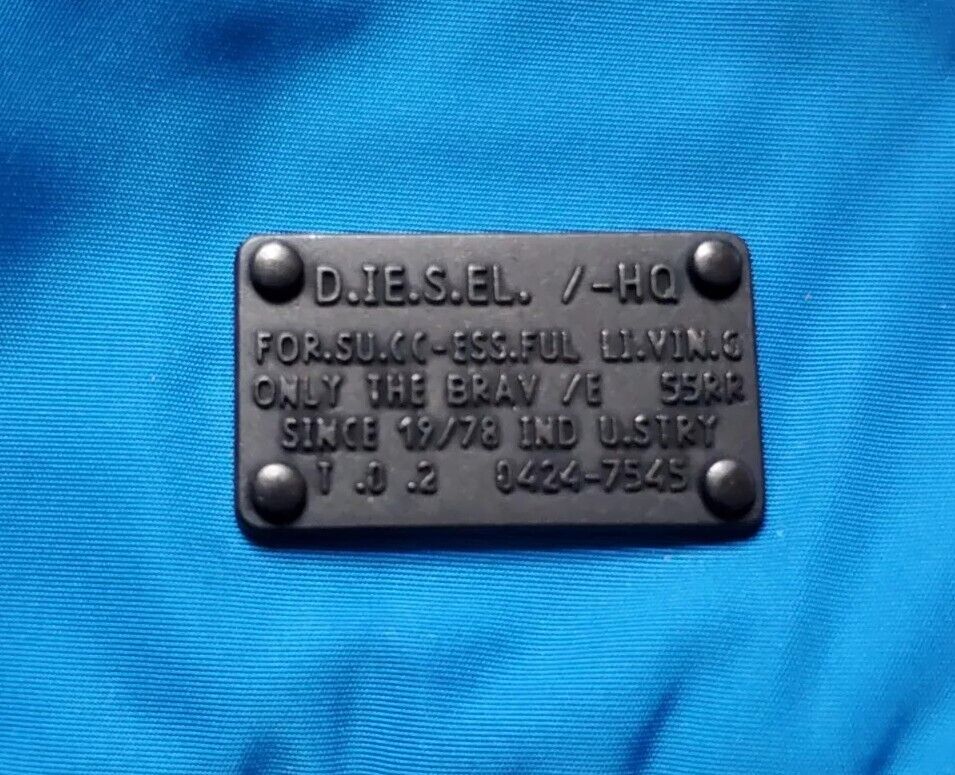 D.IE.S.EL. /-HQ
FOR.SU.CC-ESS.FUL LI.VIN.G
ONLY THE BRAV /E 55RR
SINCE 19/78 IND U.STRY
T .O .2 0424-7545